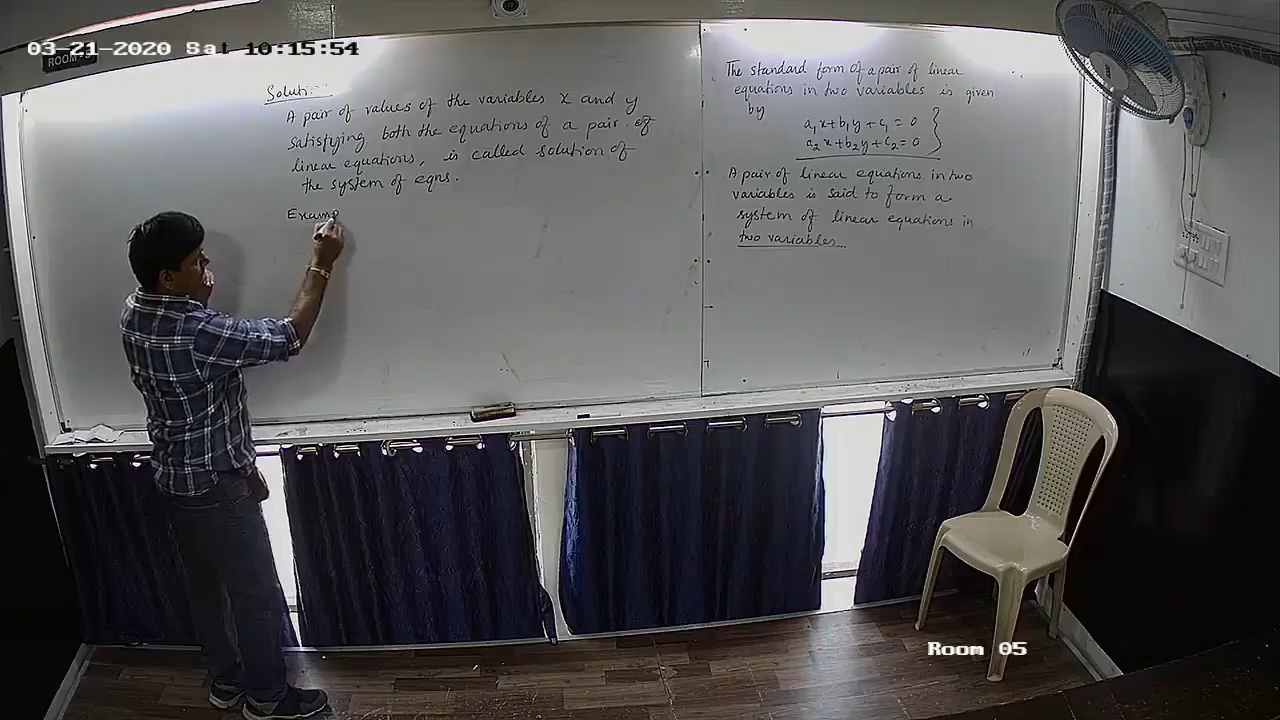 03-21-2020 Sat 10:15:54
ROOM
Solution
A pair of values of the variables x and y
satisfying both the equations of a pair of
linear equations, is called solution of
the system of eqns.
Examp
The standard form of a pair of linear
equations in two variables is given
by
a₁x+b₁y+c₁=0
a₂x+b₂y+c₂=0
A pair of linear equations in two
variables is said to form a
system of linear equations in
two variables...
Room 05